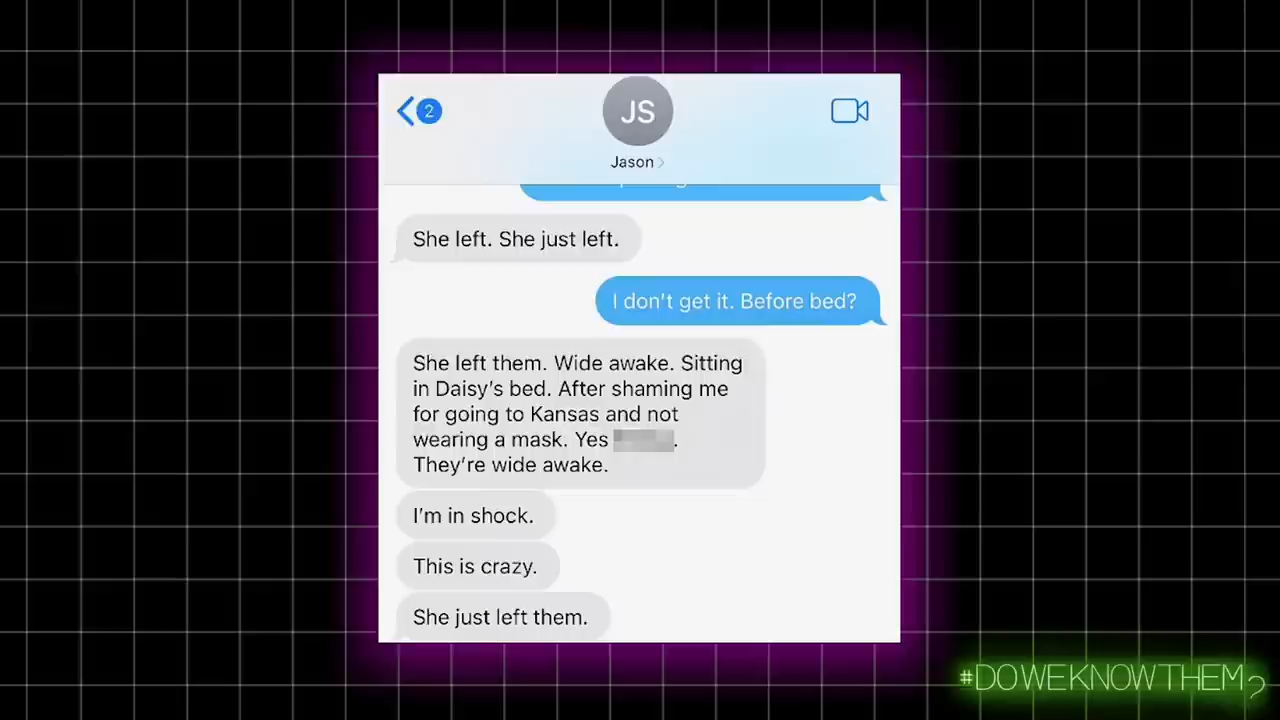 2
JS
Jason
She left. She just left.
I don't get it. Before bed?
She left them. Wide awake. Sitting
in Daisy's bed. After shaming me
for going to Kansas and not
wearing a mask. Yes .
They're wide awake.
I'm in shock.
This is crazy.
She just left them.
#DOWEKNOWTHEM?